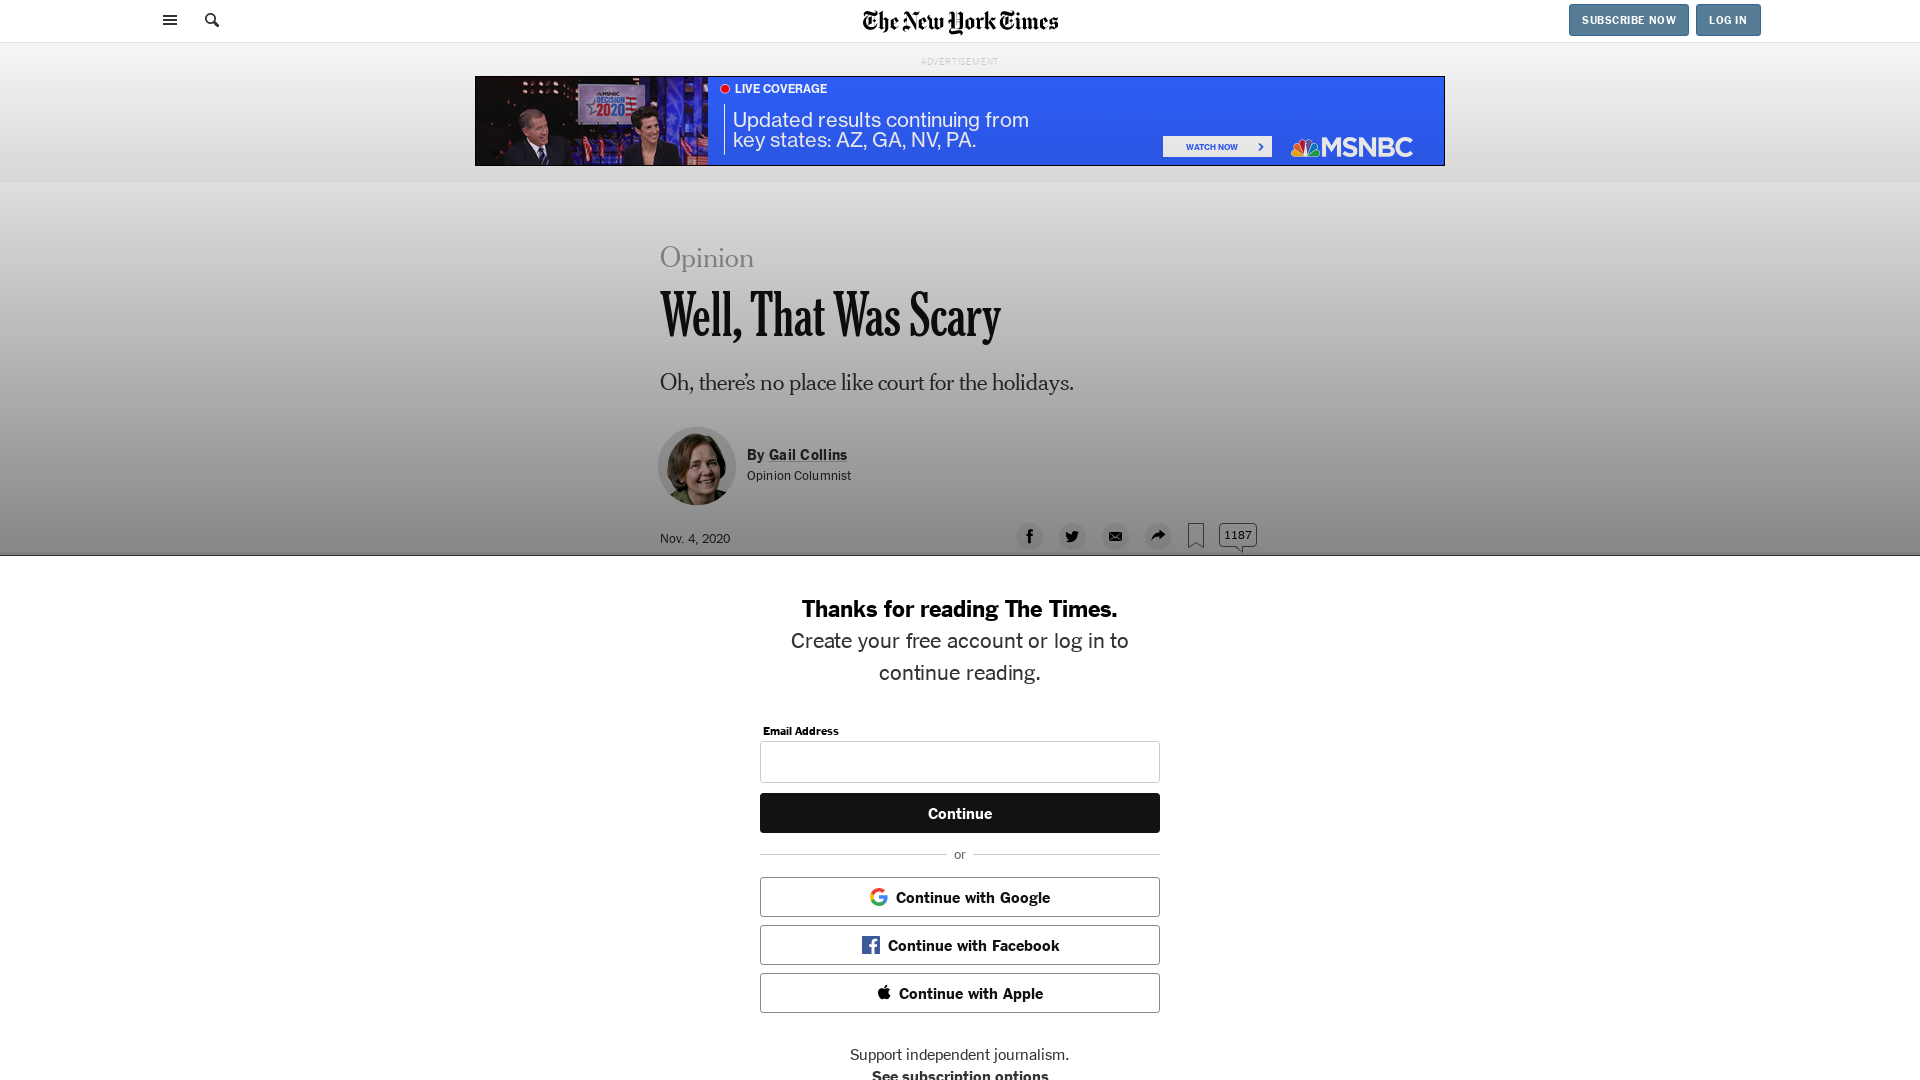 The New York Times
SUBSCRIBE NOW
LOG IN
ADVERTISEMENT
MSNBC
DECISION
2020
LIVE COVERAGE
Updated results continuing from
key states: AZ, GA, NV, PA.
WATCH NOW
MSNBC
Opinion
Well, That Was Scary
Oh, there’s no place like court for the holidays.
By Gail Collins
Opinion Columnist
Nov. 4, 2020
1187
Thanks for reading The Times.
Create your free account or log in to
continue reading.
Email Address
Continue
or
Continue with Google
Continue with Facebook
Continue with Apple
Support independent journalism.
See subscription options